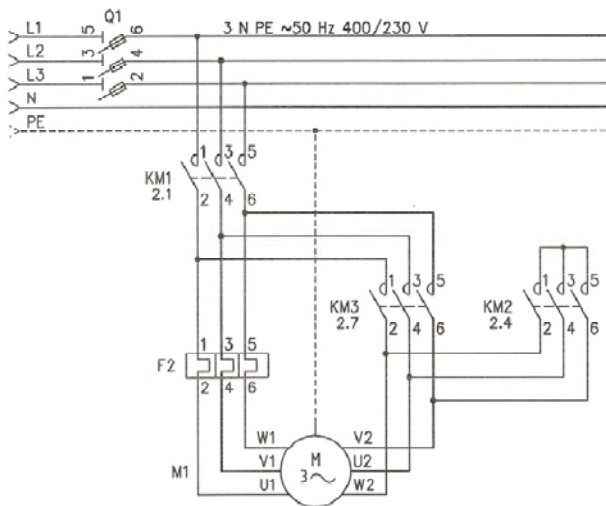 Q1
L1 5 6 3 N PE ~50 Hz 400/230 V
L2 3 4
L3 1 2
N
PE
1 3 5
KM1
2.1
2 4 6
1 3 5
KM3
2.7
2 4 6
1 3 5
KM2
2.4
2 4 6
1 3 5
F2
2 4 6
W1 V2
M1 V1 M U2
3 ~
U1 W2